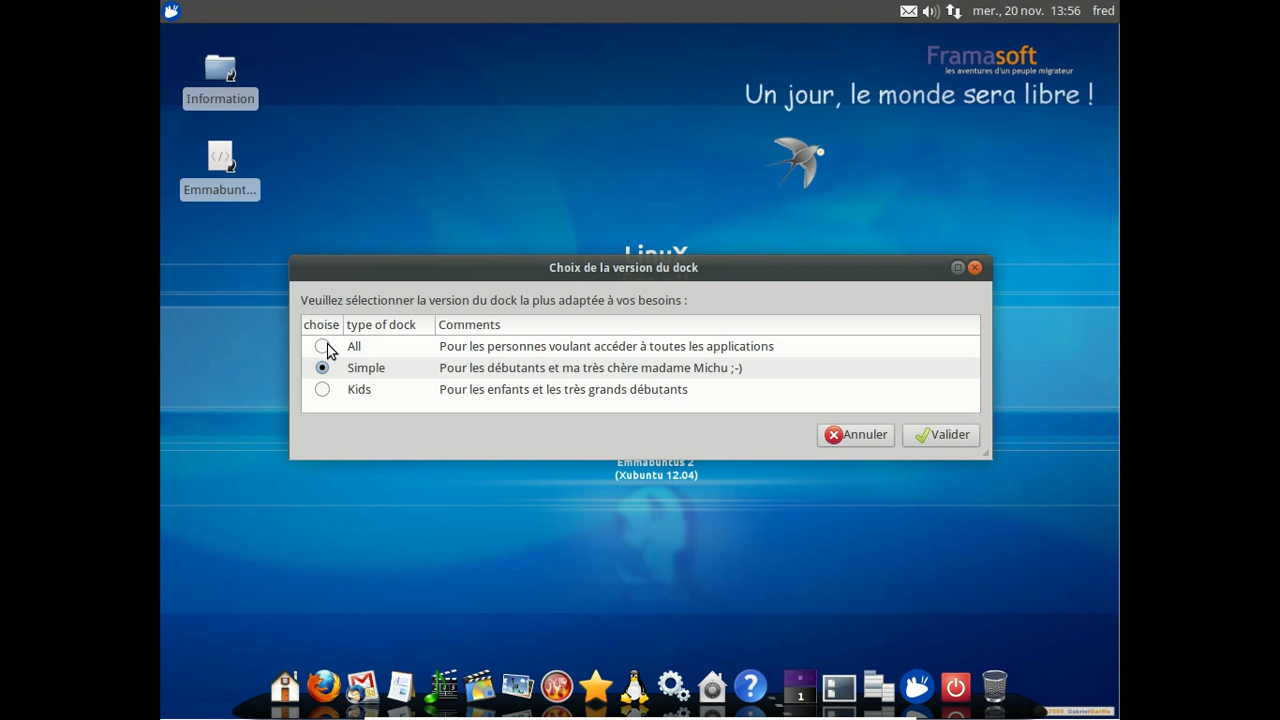 mer., 20 nov. 13:56 fred
Framasoft
les aventures d'un peuple migrateur
Un jour, le monde sera libre !
Information
Emmabunt...
LinuX
Choix de la version du dock
Veuillez sélectionner la version du dock la plus adaptée à vos besoins :
choise type of dock Comments
All Pour les personnes voulant accéder à toutes les applications
Simple Pour les débutants et ma très chère madame Michu ;-)
Kids Pour les enfants et les très grands débutants
Annuler Valider
Emmabuntüs 2
(Xubuntu 12.04)
1